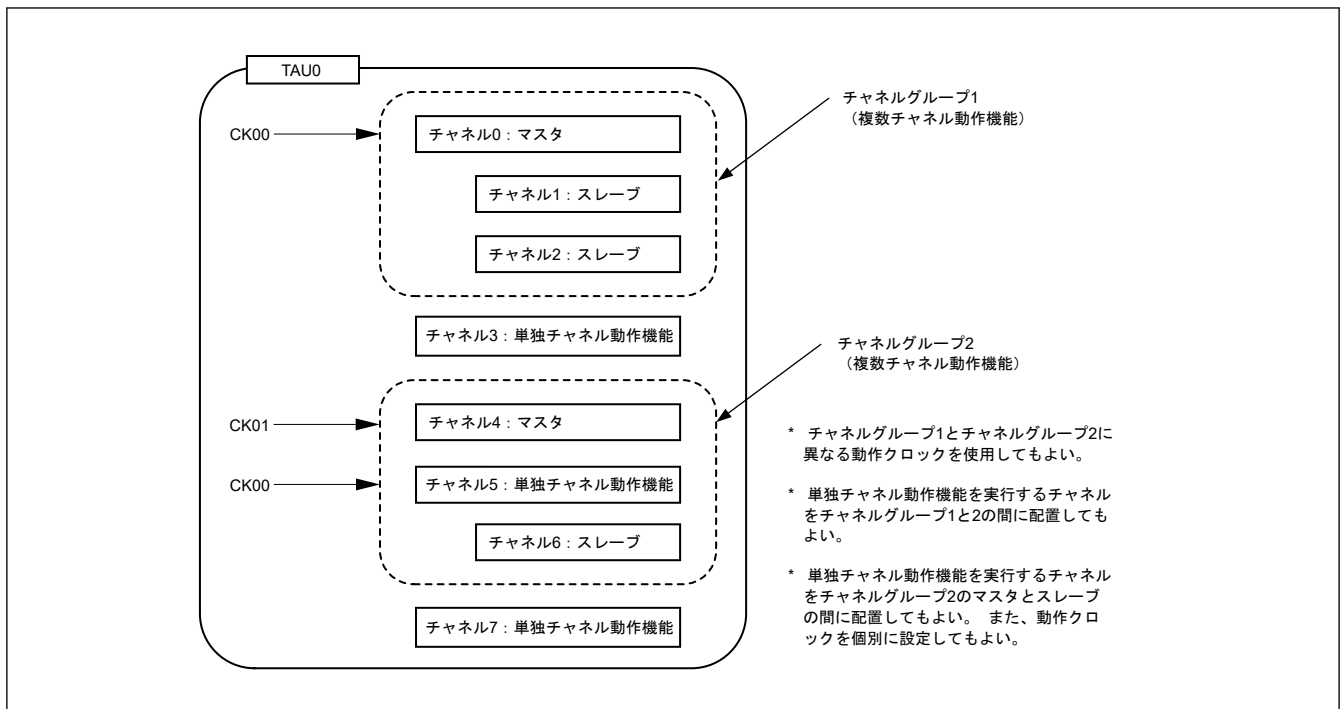 TAU0
CK00
チャネル0：マスタ
チャネル1：スレーブ
チャネル2：スレーブ
チャネルグループ1
（複数チャネル動作機能）
チャネル3：単独チャネル動作機能
チャネルグループ2
（複数チャネル動作機能）
CK01
チャネル4：マスタ
CK00
チャネル5：単独チャネル動作機能
チャネル6：スレーブ
チャネル7：単独チャネル動作機能
* チャネルグループ1とチャネルグループ2に
異なる動作クロックを使用してもよい。
* 単独チャネル動作機能を実行するチャネル
をチャネルグループ1と2の間に配置しても
よい。
* 単独チャネル動作機能を実行するチャネル
をチャネルグループ2のマスタとスレーブ
の間に配置してもよい。 また、動作クロ
ックを個別に設定してもよい。